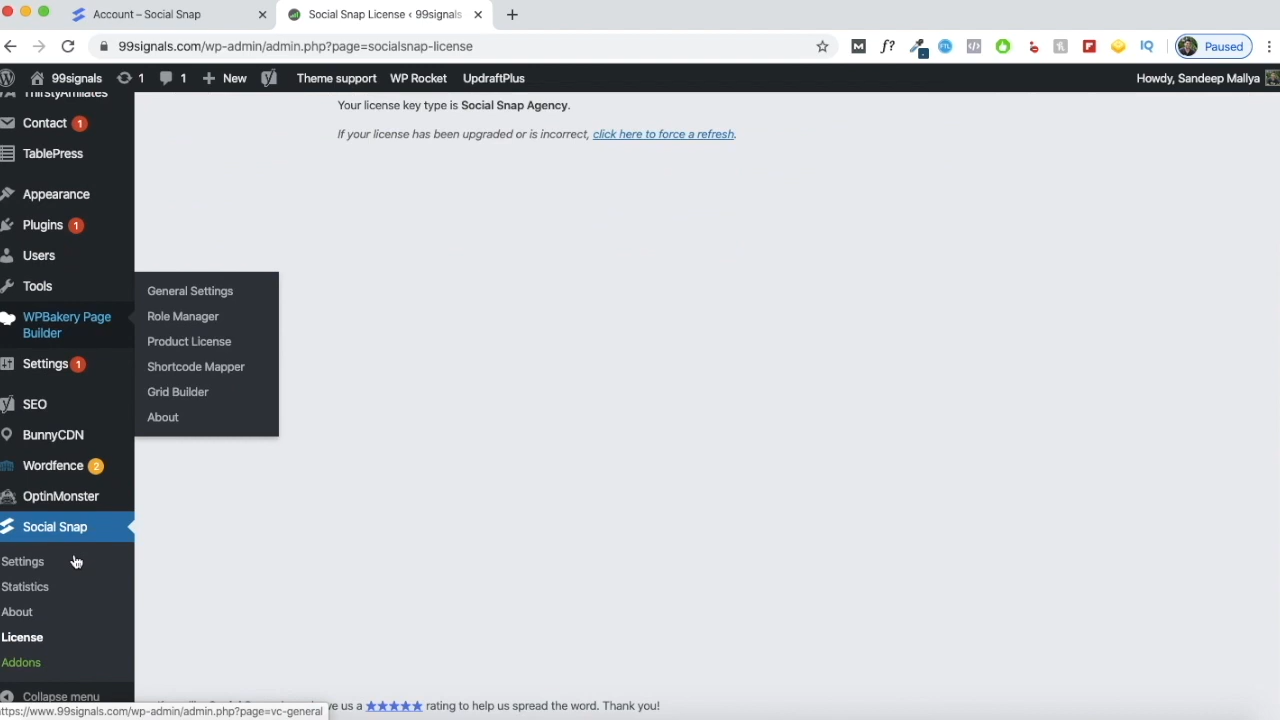 Account – Social Snap
Social Snap License ‹ 99signals
99signals.com/wp-admin/admin.php?page=socialsnap-license
Paused
99signals
1
1
New
Theme support
WP Rocket
UpdraftPlus
Howdy, Sandeep Mallya
ThirstyAffiliates
Contact 1
TablePress
Appearance
Plugins 1
Users
Tools
WPBakery Page
Builder
Settings 1
SEO
BunnyCDN
Wordfence 2
OptinMonster
Social Snap
Settings
Statistics
About
License
Addons
Collapse menu
General Settings
Role Manager
Product License
Shortcode Mapper
Grid Builder
About
Your license key type is Social Snap Agency.
If your license has been upgraded or is incorrect, click here to force a refresh.
us a ★★★★★ rating to help us spread the word. Thank you!
ttps://www.99signals.com/wp-admin/admin.php?page=vc-general